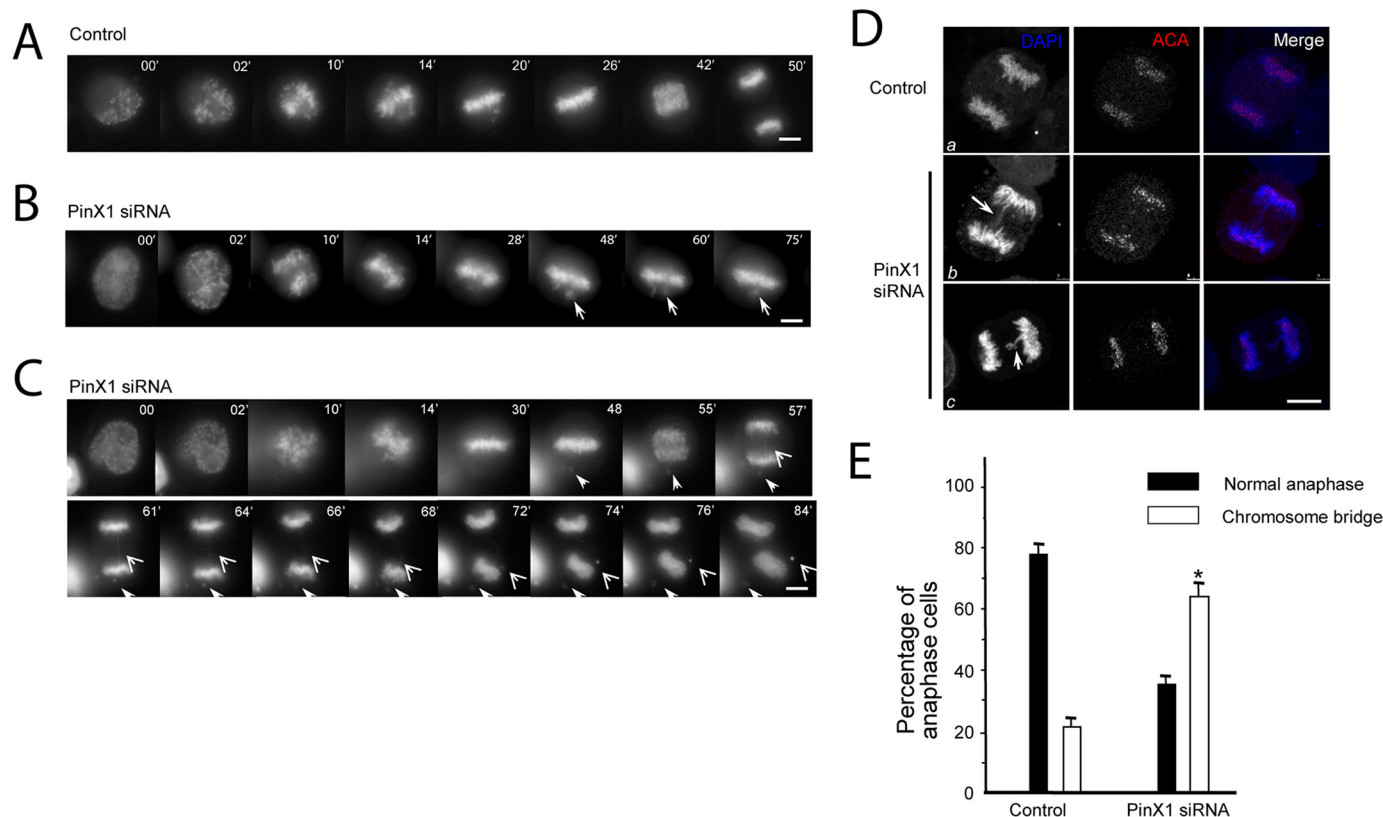 A
Control
00’ 02’ 10’ 14’ 20’ 26’ 42’ 50’
B
PinX1 siRNA
00’ 02’ 10’ 14’ 28’ 48’ 60’ 75’
C
PinX1 siRNA
00 02’ 10’ 14’ 30’ 48 55’ 57’
61’ 64’ 66’ 68’ 72’ 74’ 76’ 84’
D
DAPI ACA Merge
Control
a
PinX1
siRNA
b
c
E
Percentage of
anaphase cells
100
80
60
40
20
0
Normal anaphase
Chromosome bridge
*
Control PinX1 siRNA